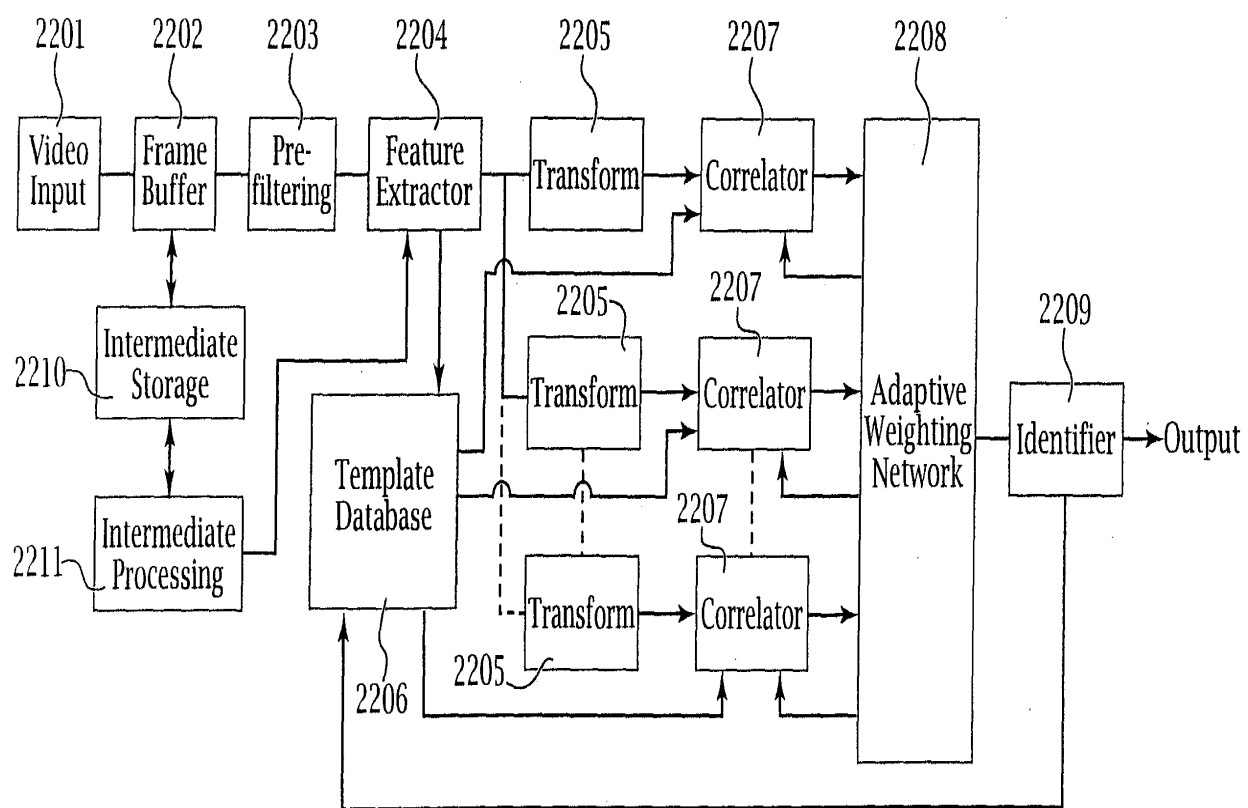 2201
2202
2203
2204
2205
2207
2208
Video
Input
Frame
Buffer
Pre-
filtering
Feature
Extractor
Transform
Correlator
2205
2207
2209
Intermediate
Storage
2210
Transform
Correlator
Adaptive
Weighting
Network
Identifier
Output
Template
Database
2207
Intermediate
Processing
2211
Transform
Correlator
2205
2206